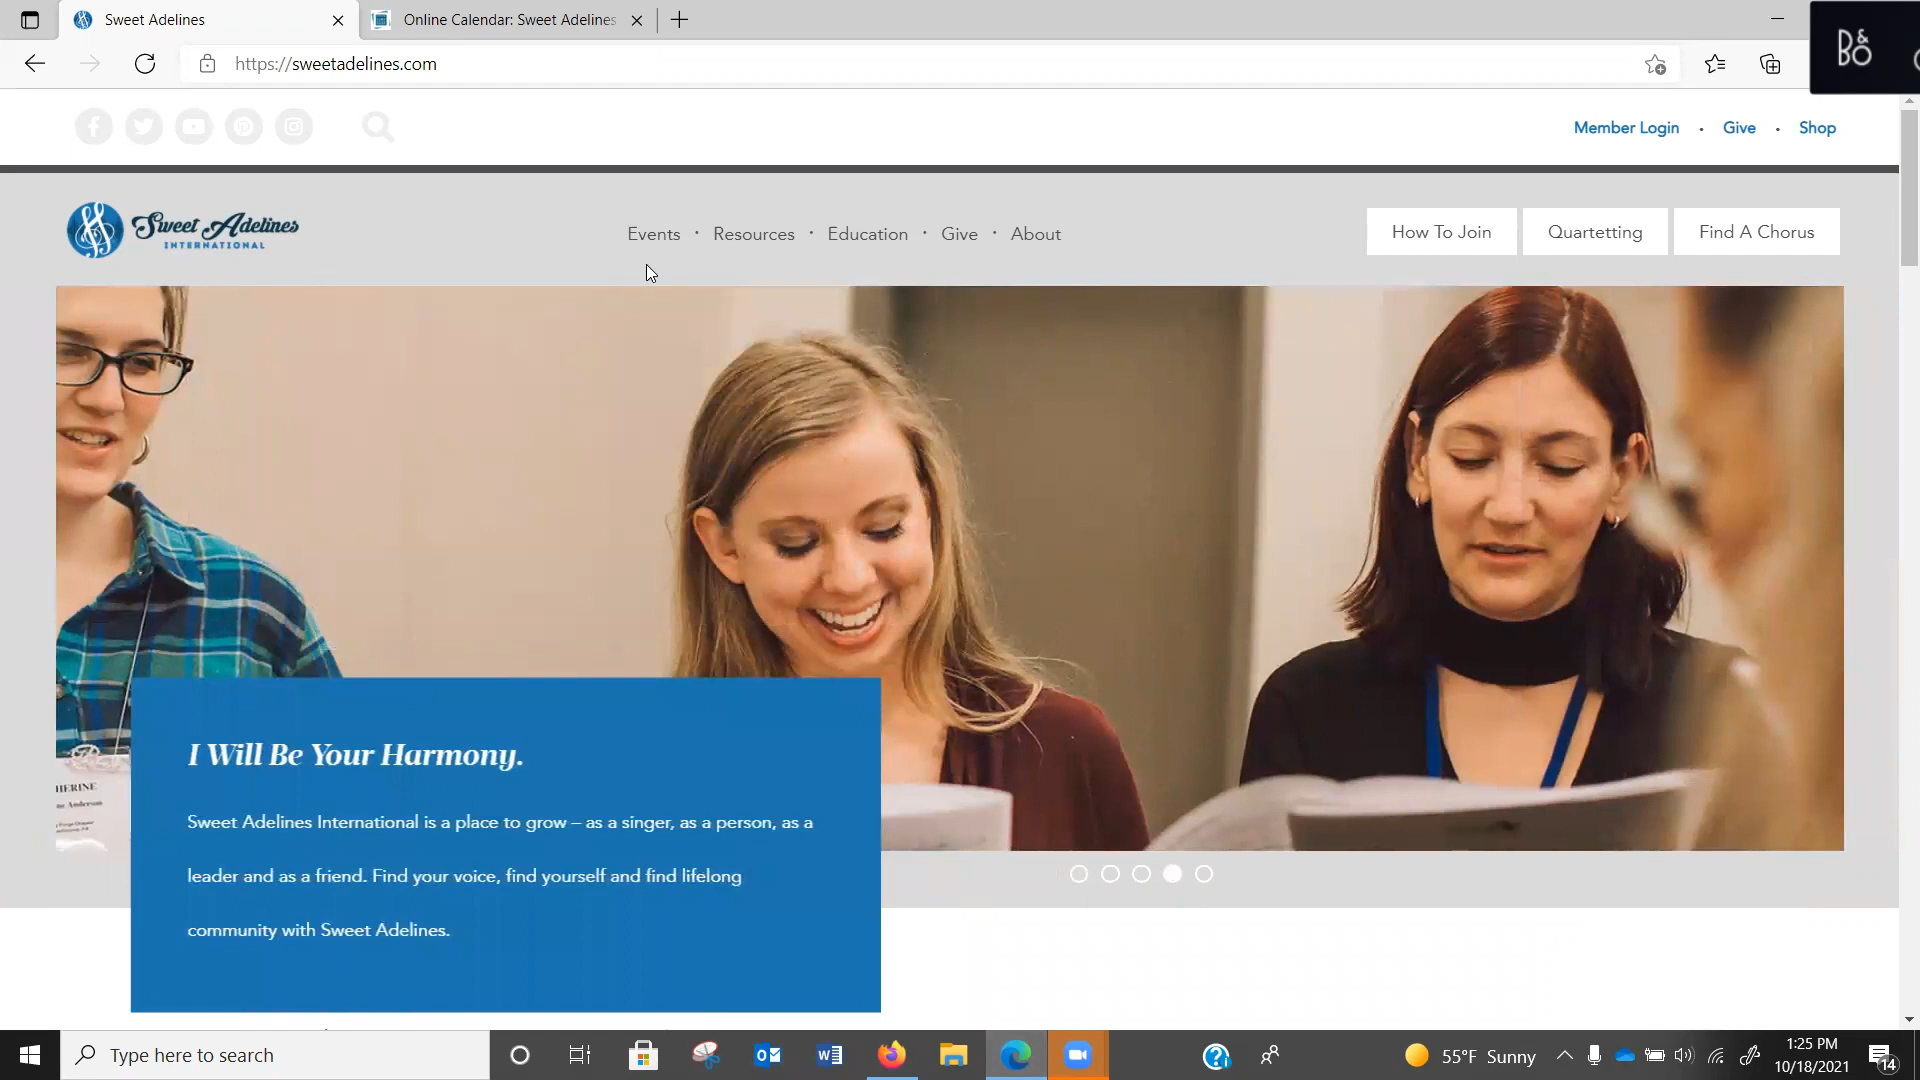 Sweet Adelines
Online Calendar: Sweet Adelines
https://sweetadelines.com
B&O
Member Login • Give • Shop
Sweet Adelines
INTERNATIONAL
Events • Resources • Education • Give • About
How To Join
Quartetting
Find A Chorus
HERINE
Anderson
I Will Be Your Harmony.
Sweet Adelines International is a place to grow – as a singer, as a person, as a
leader and as a friend. Find your voice, find yourself and find lifelong
community with Sweet Adelines.
Type here to search
55°F Sunny
1:25 PM
10/18/2021
14